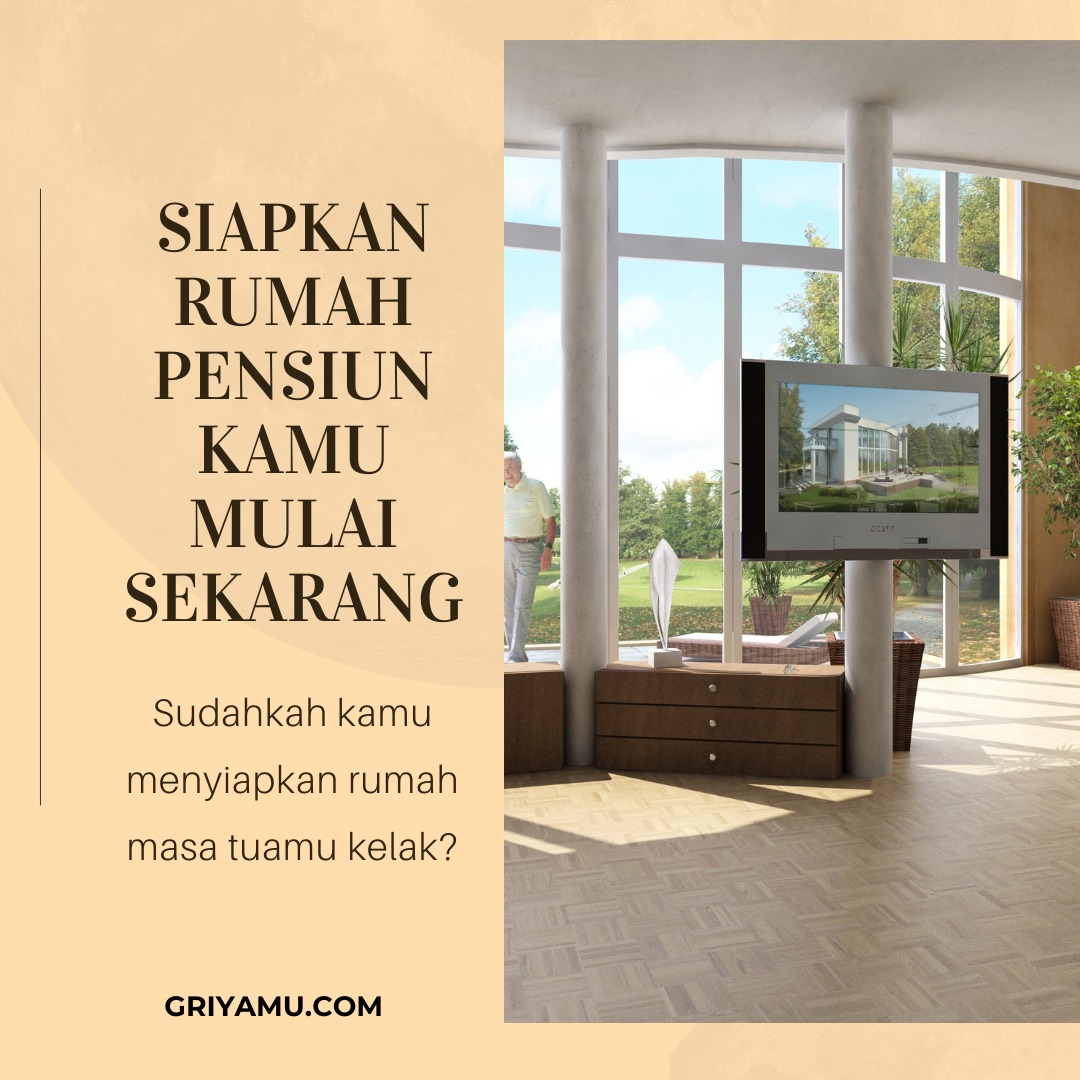 SIAPKAN
RUMAH
PENSIUN
KAMU
MULAI
SEKARANG
Sudahkah kamu
menyiapkan rumah
masa tuamu kelak?
GRIYAMU.COM